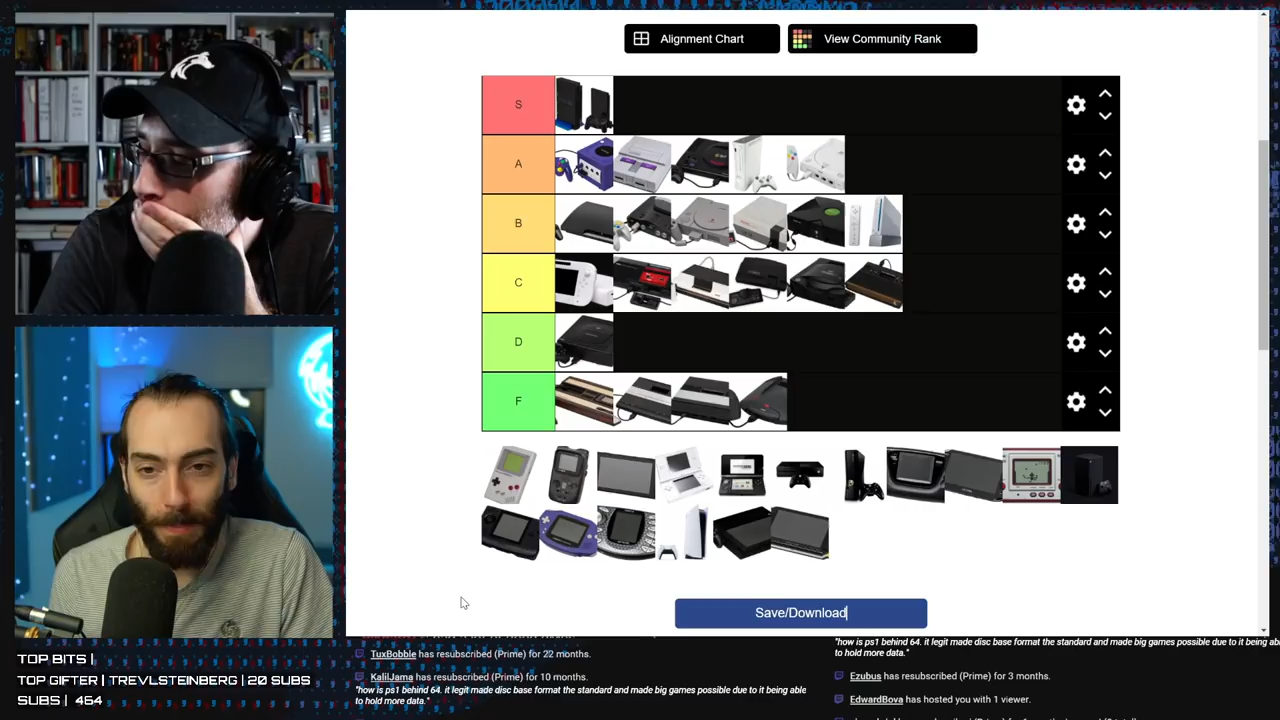 Alignment Chart
View Community Rank
S
A
B
C
D
F
Save/Download
TOP BITS |
TOP GIFTER | TREVLSTEINBERG | 20 SUBS
SUBS | 464
TuxBobble has resubscribed (Prime) for 22 months.
KalilJama has resubscribed (Prime) for 10 months.
"how is ps1 behind 64. it legit made disc base format the standard and made big games possible due to it being able
to hold more data."
"how is ps1 behind 64. it legit made disc base format the standard and made big games possible due to it being abl
to hold more data."
Ezubus has resubscribed (Prime) for 3 months.
EdwardBova has hosted you with 1 viewer.